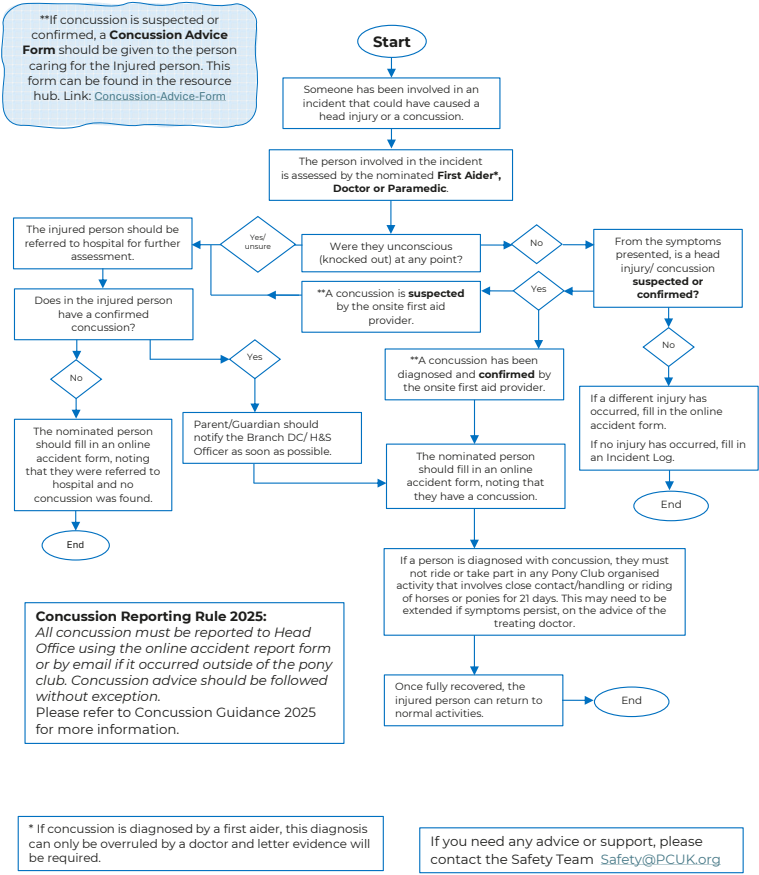 **If concussion is suspected or
confirmed, a Concussion Advice
Form should be given to the person
caring for the Injured person. This
form can be found in the resource
hub. Link: Concussion-Advice-Form
Start
Someone has been involved in an
incident that could have caused a
head injury or a concussion.
The person involved in the incident
is assessed by the nominated First Aider*,
Doctor or Paramedic.
Were they unconscious
(knocked out) at any point?
Yes/
unsure
The injured person should be
referred to hospital for further
assessment.
No
From the symptoms
presented, is a head
injury/ concussion
suspected or
confirmed?
Yes
**A concussion is suspected
by the onsite first aid
provider.
Does in the injured person
have a confirmed
concussion?
No
Yes
**A concussion has been
diagnosed and confirmed by
the onsite first aid provider.
No
If a different injury has
occurred, fill in the online
accident form.
If no injury has occurred, fill in
an Incident Log.
End
The nominated person
should fill in an online
accident form, noting
that they were referred to
hospital and no
concussion was found.
End
Parent/Guardian should
notify the Branch DC/ H&S
Officer as soon as possible.
The nominated person
should fill in an online
accident form, noting that
they have a concussion.
If a person is diagnosed with concussion, they must
not ride or take part in any Pony Club organised
activity that involves close contact/handling or riding
of horses or ponies for 21 days. This may need to be
extended if symptoms persist, on the advice of the
treating doctor.
Once fully recovered, the
injured person can return to
normal activities.
End
Concussion Reporting Rule 2025:
All concussion must be reported to Head
Office using the online accident report form
or by email if it occurred outside of the pony
club. Concussion advice should be followed
without exception.
Please refer to Concussion Guidance 2025
for more information.
* If concussion is diagnosed by a first aider, this diagnosis
can only be overruled by a doctor and letter evidence will
be required.
If you need any advice or support, please
contact the Safety Team Safety@PCUK.org